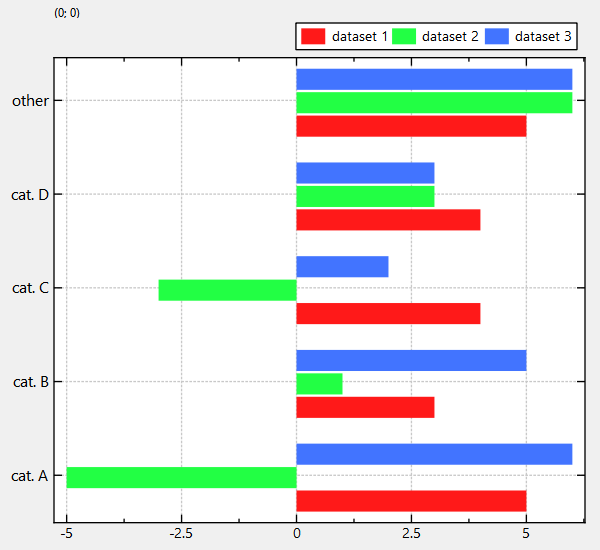 (0; 0)
dataset 1 dataset 2 dataset 3
other
cat. D
cat. C
cat. B
cat. A
-5 -2.5 0 2.5 5